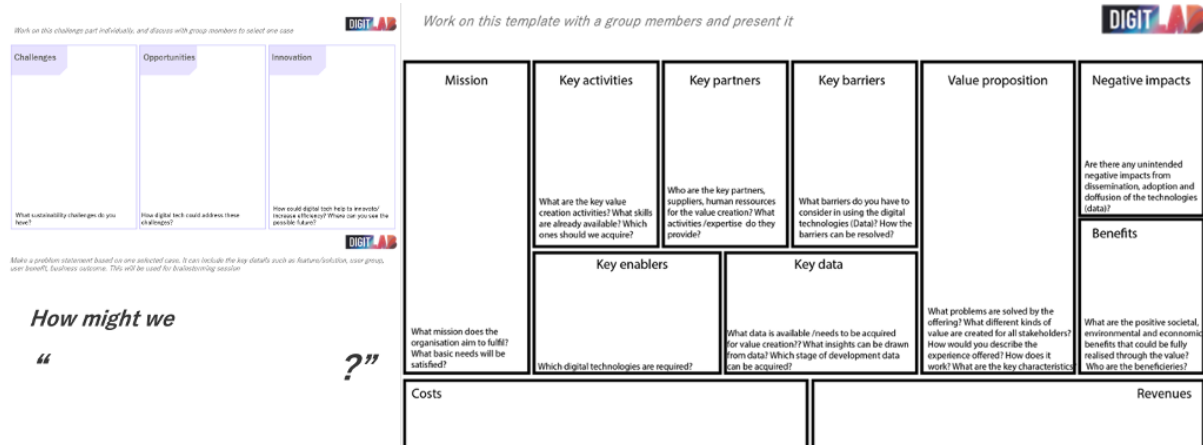 Work on this challenge part individually, and discuss with group members to select one case
DIGIT LAB
Challenges
Opportunities
Innovation
What sustainability challenges do you
have?
How digital tech could address these
challenges?
How could digital tech help to innovate/
increase efficiency? Where can you see the
possible future?
DIGIT LAB
Make a problem statement based on one selected case. It can include the key details such as feature/solution, user group,
user benefit, business outcome. This will be used for brainstorming session
How might we
“ ?”
Work on this template with a group members and present it
DIGIT LAB
Mission
What mission does the
organisation aim to fulfil?
What basic needs will be
satisfied?
Key activities
What are the key value
creation activities? What skills
are already available? Which
ones should we acquire?
Key partners
Who are the key partners,
suppliers, human ressources
for the value creation? What
activities /expertise do they
provide?
Key barriers
What barriers do you have to
consider in using the digital
technologies (Data)? How the
barriers can be resolved?
Key enablers
Which digital technologies are required?
Key data
What data is available /needs to be acquired
for value creation?? What insights can be drawn
from data? Which stage of development data
can be acquired?
Value proposition
What problems are solved by the
offering? What different kinds of
value are created for all stakeholders?
How would you describe the
experience offered? How does it
work? What are the key characteristics
Negative impacts
Are there any unintended
negative impacts from
dissemination, adoption and
doffusion of the technologies
(data)?
Benefits
What are the positive societal,
environmental and econnomic
benefits that could be fully
realised through the value?
Who are the beneficieries?
Costs
Revenues